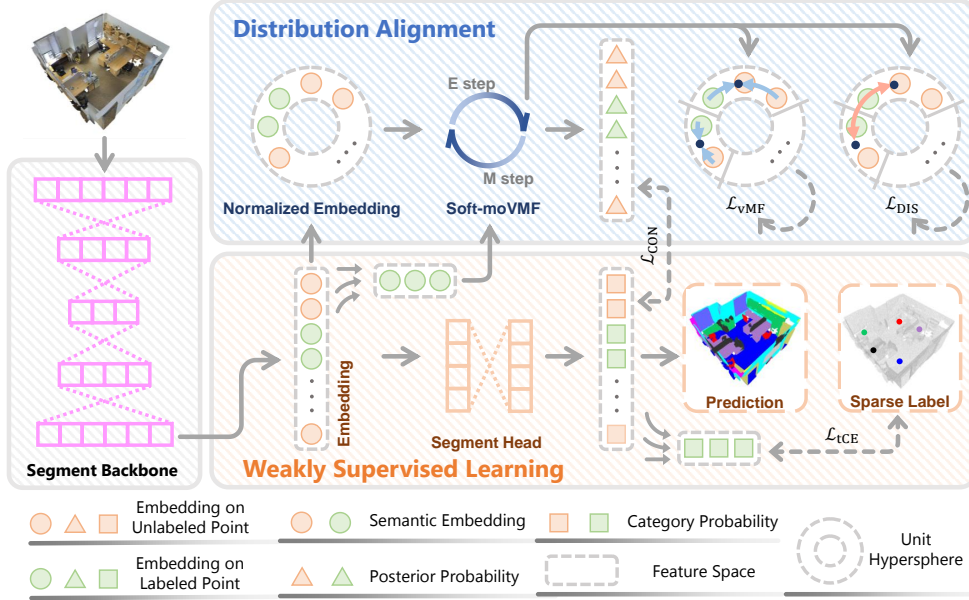 Distribution Alignment
E step
M step
Normalized Embedding
Soft-moVMF
ℒvMF
ℒDIS
ℒCON
Segment Backbone
Embedding
Segment Head
Prediction
Sparse Label
ℒtCE
Weakly Supervised Learning
Embedding on
Unlabeled Point
Semantic Embedding
Category Probability
Unit
Hypersphere
Embedding on
Labeled Point
Posterior Probability
Feature Space